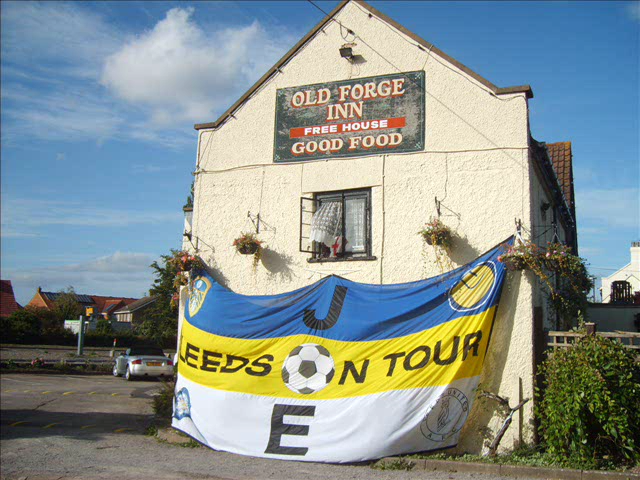 OLD FORGE
INN
FREE HOUSE
GOOD FOOD
J
LEEDS ON TOUR
E